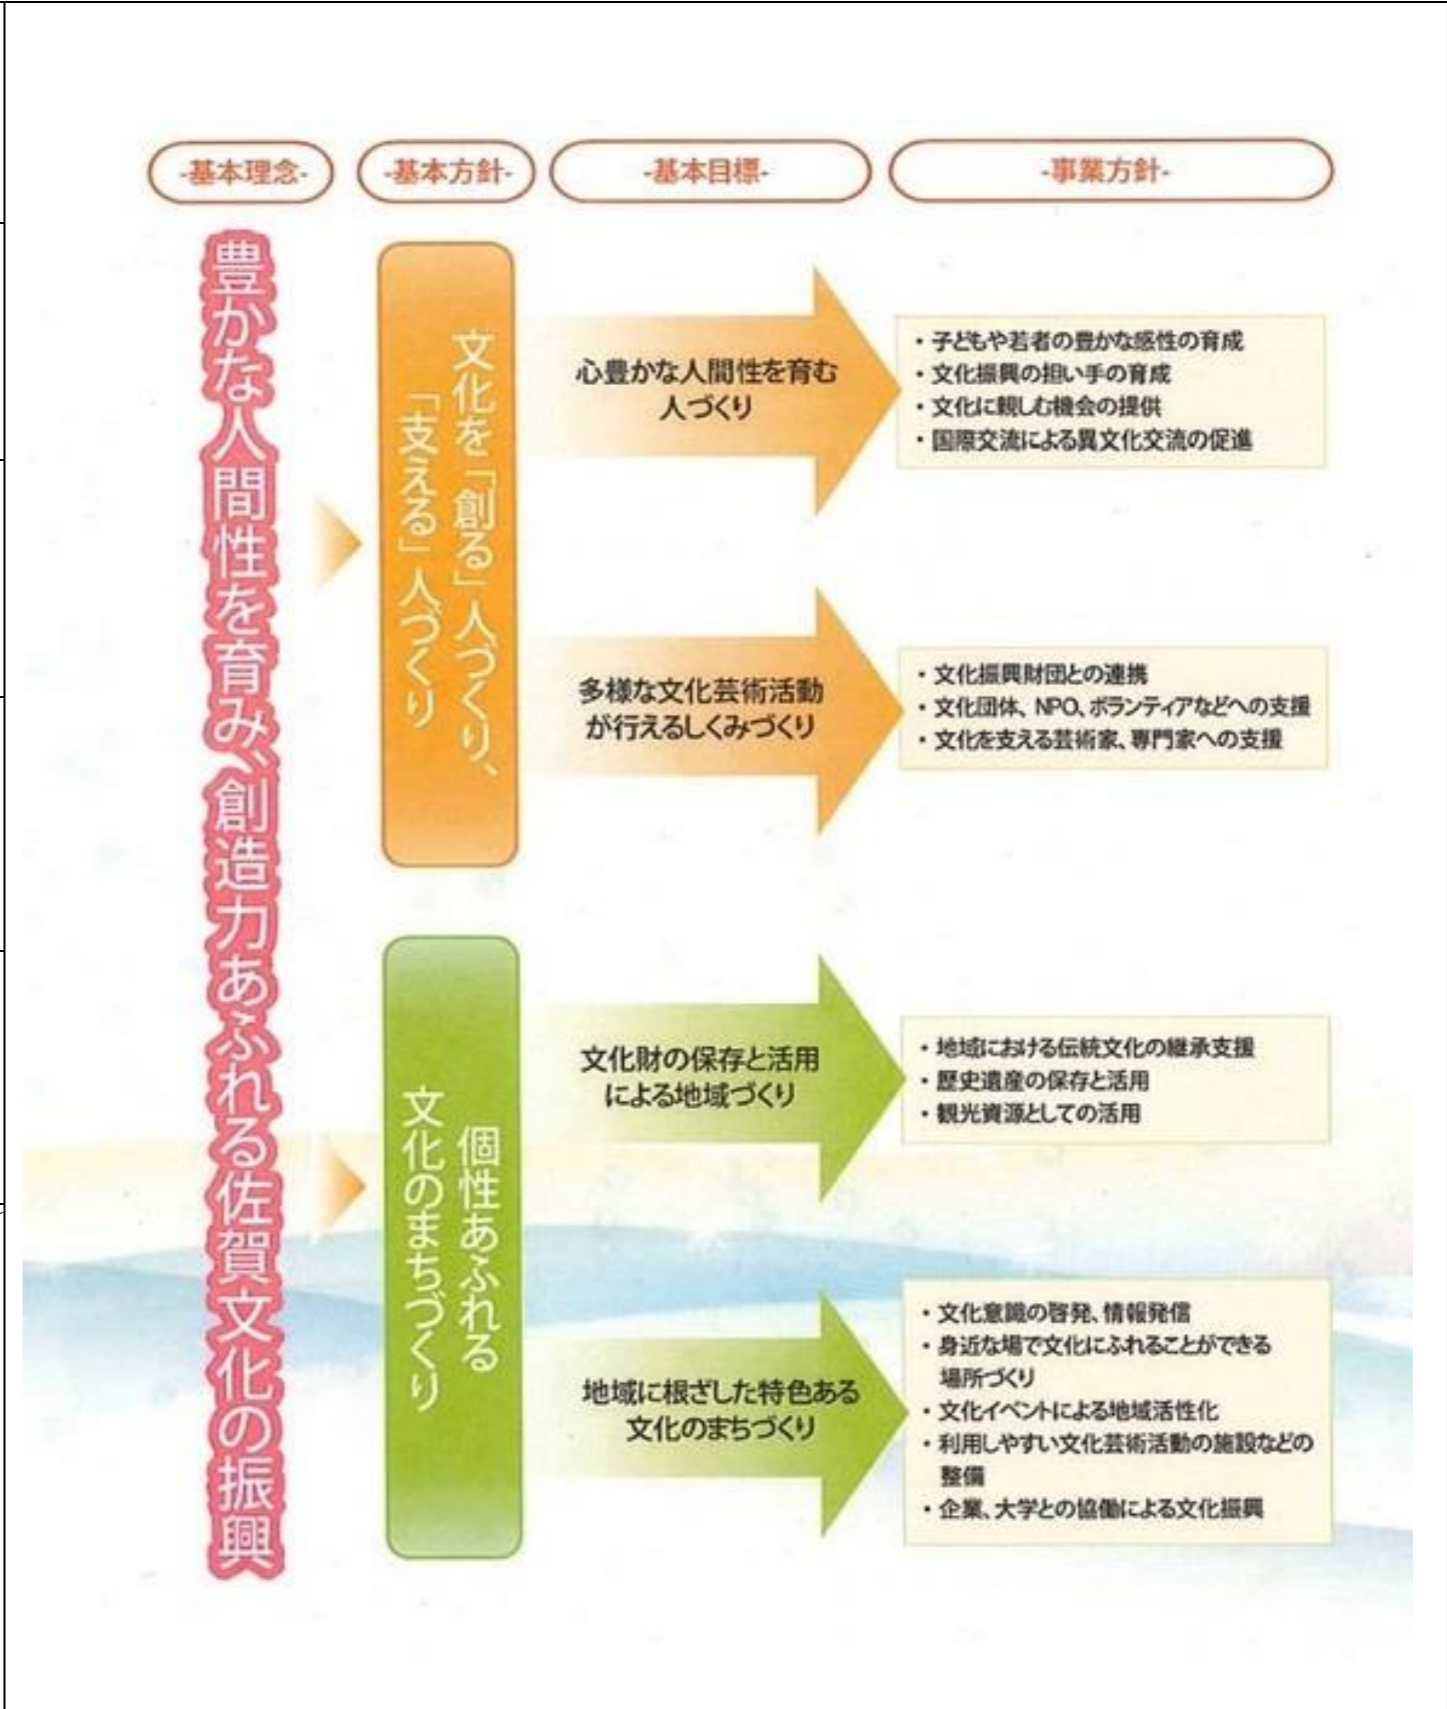 -基本理念-
-基本方針-
-基本目標-
-事業方針-
豊かな人間性を育み、創造力あふれる佐賀文化の振興
文化を「創る」人づくり、
「支える」人づくり
心豊かな人間性を育む
人づくり
・子どもや若者の豊かな感性の育成
・文化振興の担い手の育成
・文化に親しむ機会の提供
・国際交流による異文化交流の促進
多様な文化芸術活動
が行えるしくみづくり
・文化振興財団との連携
・文化団体、NPO、ボランティアなどへの支援
・文化を支える芸術家、専門家への支援
個性あふれる
文化のまちづくり
文化財の保存と活用
による地域づくり
・地域における伝統文化の継承支援
・歴史遺産の保存と活用
・観光資源としての活用
地域に根ざした特色ある
文化のまちづくり
・文化意識の啓発、情報発信
・身近な場で文化にふれることができる
場所づくり
・文化イベントによる地域活性化
・利用しやすい文化芸術活動の施設などの
整備
・企業、大学との協働による文化振興